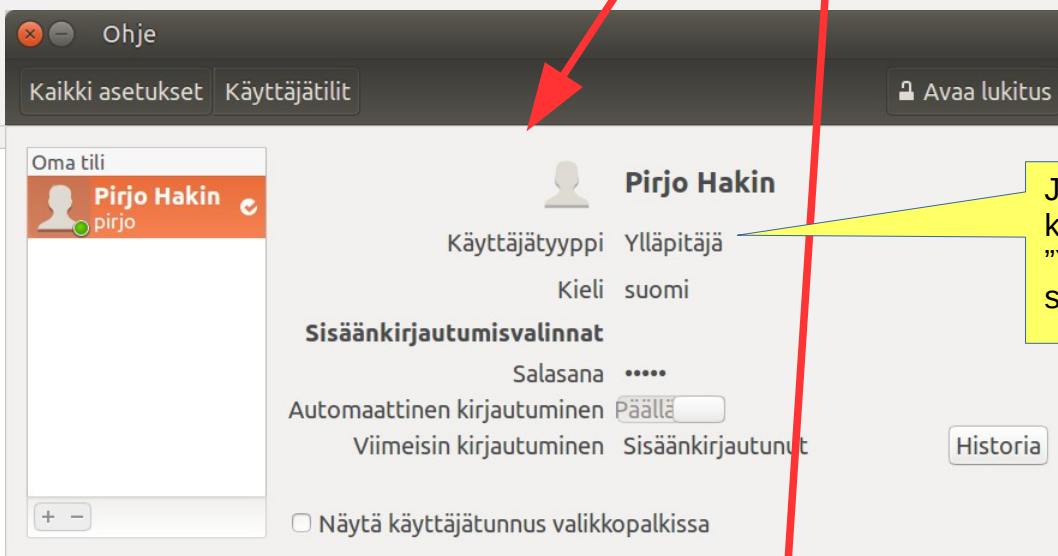 Ohje
Kaikki asetukset Käyttäjätilit Avaa lukitus
Oma tili
Pirjo Hakin
pirjo
Pirjo Hakin
Käyttäjätyyppi Ylläpitäjä
Kieli suomi
Sisäänkirjautumisvalinnat
Salasana •••••
Automaattinen kirjautuminen Päällä
Viimeisin kirjautuminen Sisäänkirjautunut Historia
+ −
Näytä käyttäjätunnus valikkopalkissa